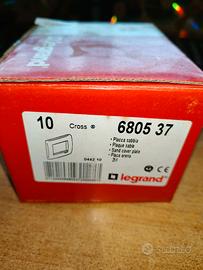 10
Cross ®
6805 37
• Placca sabbia
• Plaque sable
• Sand cover plate
• Placa arena
legrand
0442 10
Subito